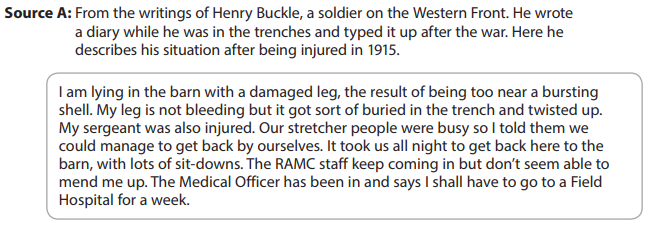 Source A: From the writings of Henry Buckle, a soldier on the Western Front. He wrote
a diary while he was in the trenches and typed it up after the war. Here he
describes his situation after being injured in 1915.
I am lying in the barn with a damaged leg, the result of being too near a bursting
shell. My leg is not bleeding but it got sort of buried in the trench and twisted up.
My sergeant was also injured. Our stretcher people were busy so I told them we
could manage to get back by ourselves. It took us all night to get back here to the
barn, with lots of sit-downs. The RAMC staff keep coming in but don’t seem able to
mend me up. The Medical Officer has been in and says I shall have to go to a Field
Hospital for a week.